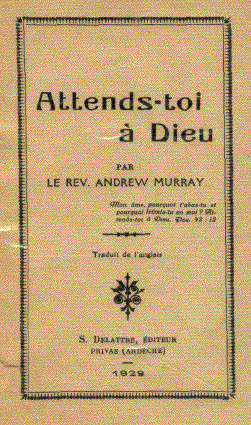 Attends-toi
à Dieu
PAR
LE REV. ANDREW MURRAY
Mon âme, pourquoi t'abas-tu et
pourquoi frémis-tu en moi ? At-
tends-toi à Dieu. Psa. 42 - 12
Traduit de l'anglais
S. DELATTRE, ÉDITEUR
PRIVAS (ARDÈCHE)
1929